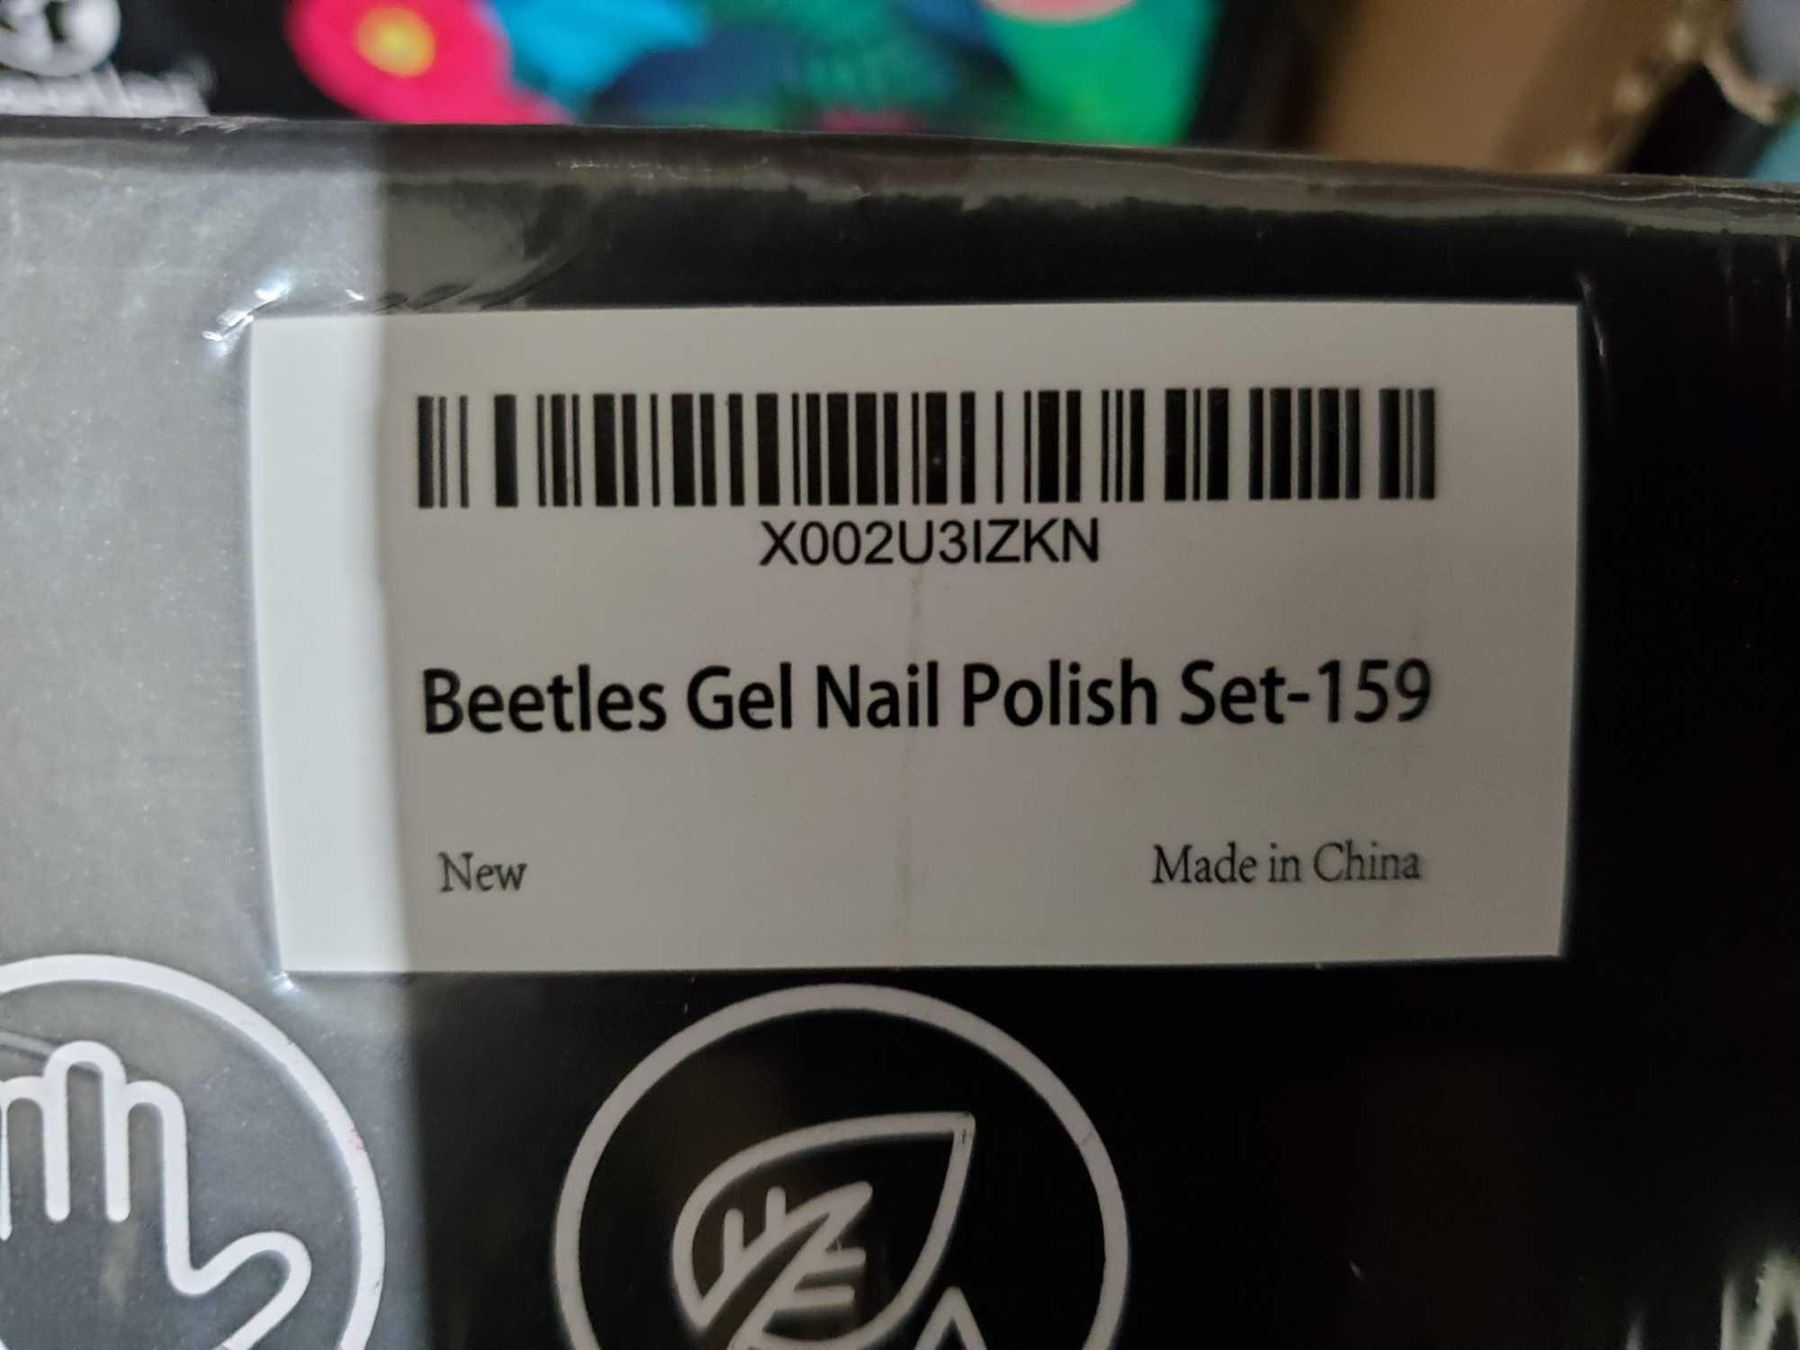 X002U3IZKN
Beetles Gel Nail Polish Set-159
New
Made in China